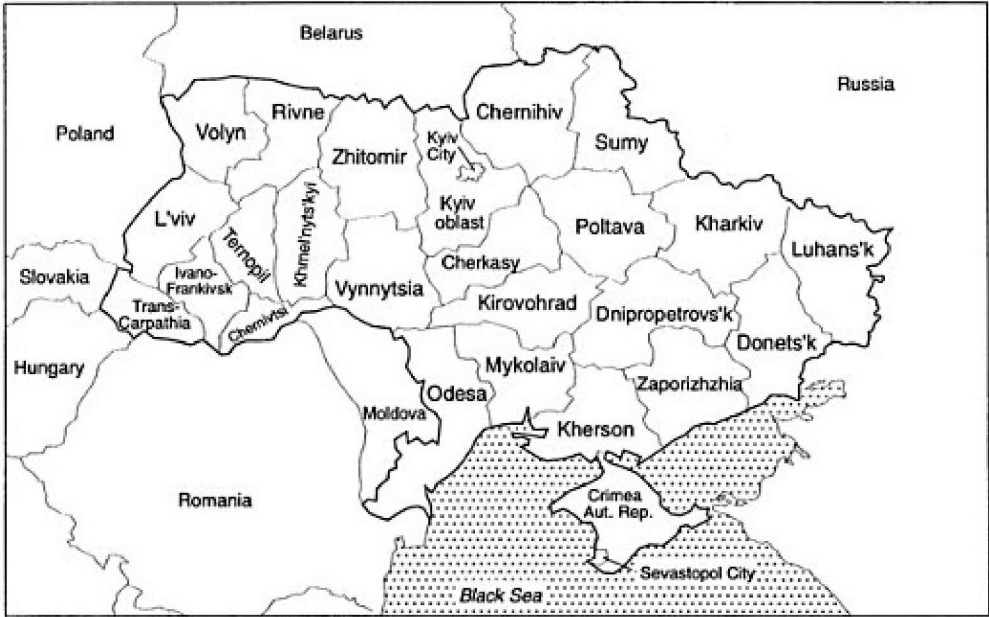 Belarus
Russia
Poland
Volyn
Rivne
Zhitomir
Kyiv
City
Chernihiv
Sumy
L'viv
Ternopil
Khmel'nyts'kyi
Kyiv
oblast
Poltava
Kharkiv
Luhans'k
Slovakia
Ivano-
Frankivsk
Vynnytsia
Cherkasy
Trans-
Carpathia
Chernivtsi
Kirovohrad
Dnipropetrovs'k
Donets'k
Hungary
Mykolaiv
Zaporizhzhia
Odesa
Moldova
Kherson
Romania
Crimea
Aut. Rep.
Sevastopol City
Black Sea